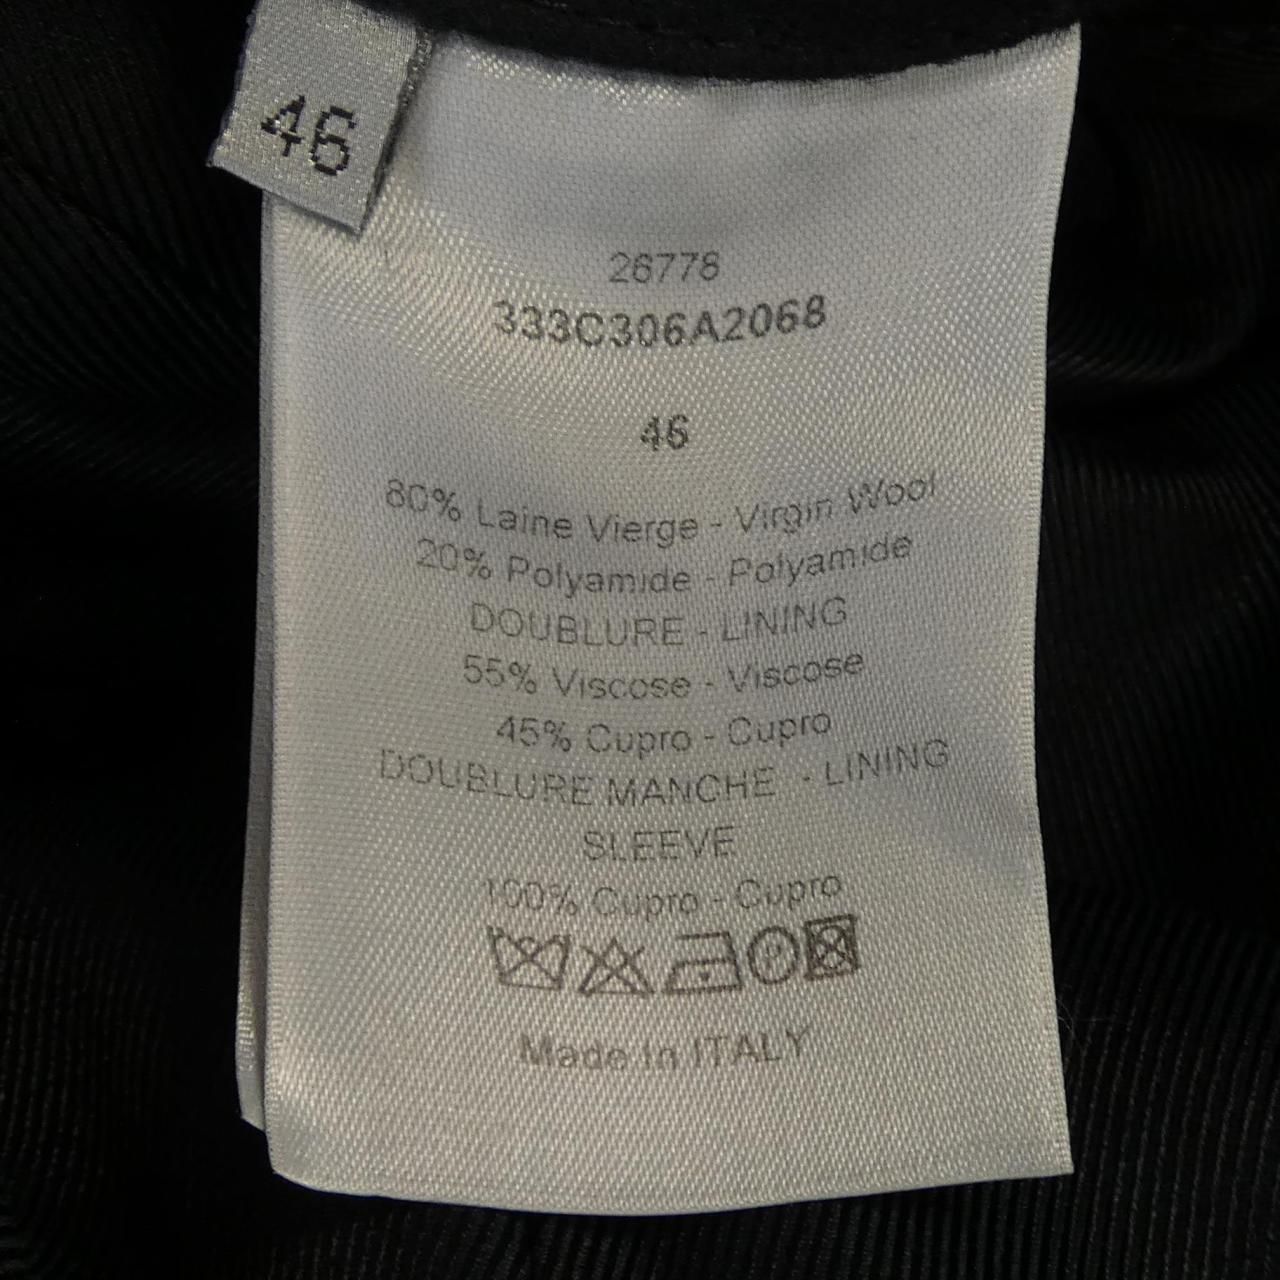 46
26778
333C306A2068
46
80% Laine Vierge - Virgin Wool
20% Polyamide - Polyamide
DOUBLURE - LINING
55% Viscose - Viscose
45% Cupro - Cupro
DOUBLURE MANCHE - LINING
SLEEVE
100% Cupro - Cupro
Made in ITALY